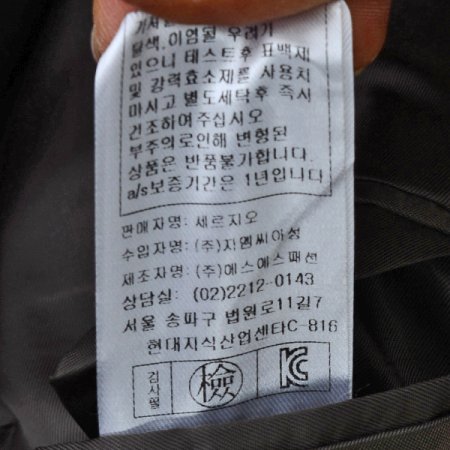 탈색,이염될 우려가
있으니 테스트후 표백제
및 강력효소제를 사용치
마시고 별도세탁후 즉시
건조하여주십시오
부주의로인해 변형된
상품은 반품불가합니다.
a/s보증기간은 1년입니다
판매자명: 세르지오
수입자명: (주)자원씨아성
제조자명: (주)에스에스패션
상담실: (02)2212-0143
서울 송파구 법원로11길7
현대지식산업센타C-816
검사필 檢 KC